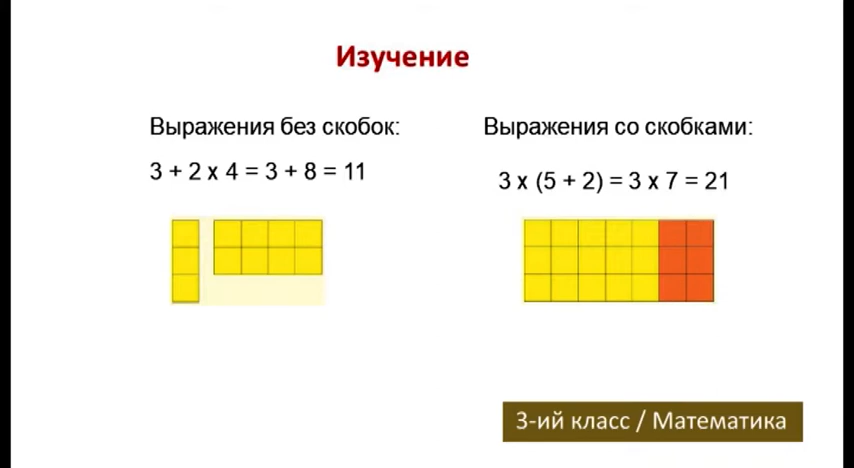 Изучение
Выражения без скобок:
3 + 2 x 4 = 3 + 8 = 11
Выражения со скобками:
3 x (5 + 2) = 3 x 7 = 21
3-ий класс / Математика